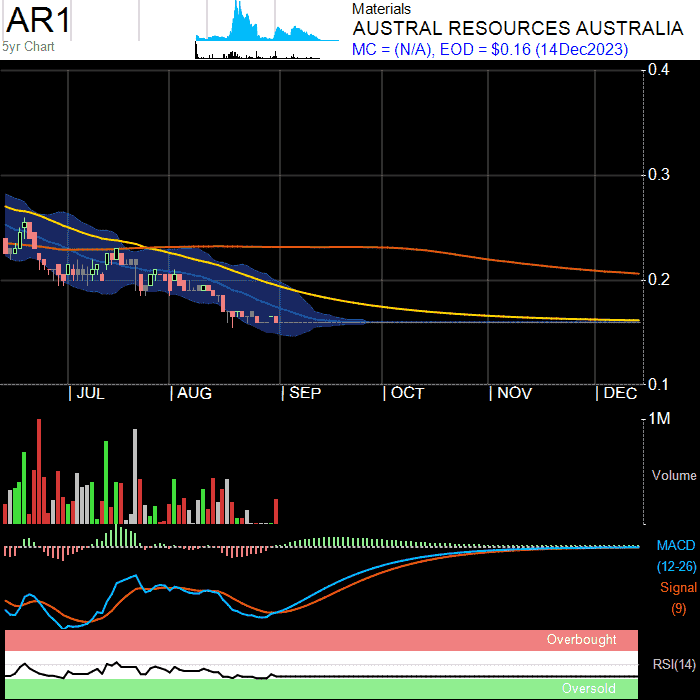 AR1
5yr Chart
Materials
AUSTRAL RESOURCES AUSTRALIA
MC = (N/A), EOD = $0.16 (14Dec2023)
0.4
0.3
0.2
0.1
JUL AUG SEP OCT NOV DEC
1M
Volume
MACD
(12-26)
Signal
(9)
Overbought
RSI(14)
Oversold